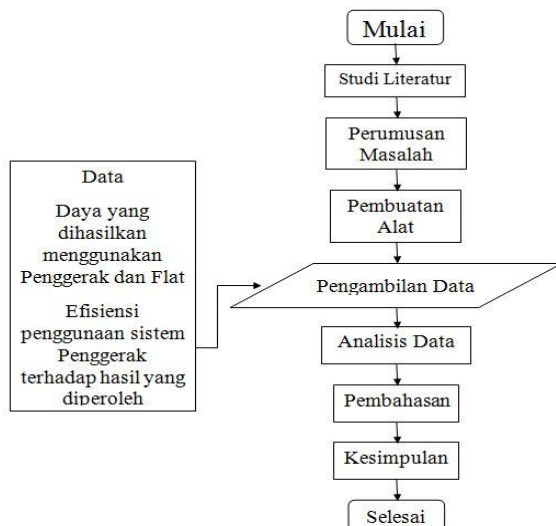 Mulai
Studi Literatur
Perumusan
Masalah
Pembuatan
Alat
Pengambilan Data
Data
Daya yang
dihasilkan
menggunakan
Penggerak dan Flat
Efisiensi
penggunaan sistem
Penggerak
terhadap hasil yang
diperoleh
Analisis Data
Pembahasan
Kesimpulan
Selesai